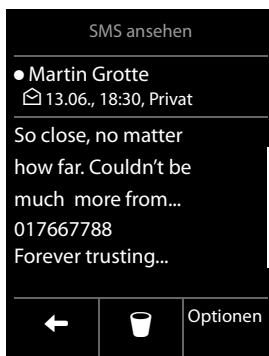 SMS ansehen
Martin Grotte
13.06., 18:30, Privat
So close, no matter
how far. Couldn't be
much more from...
017667788
Forever trusting...
Optionen